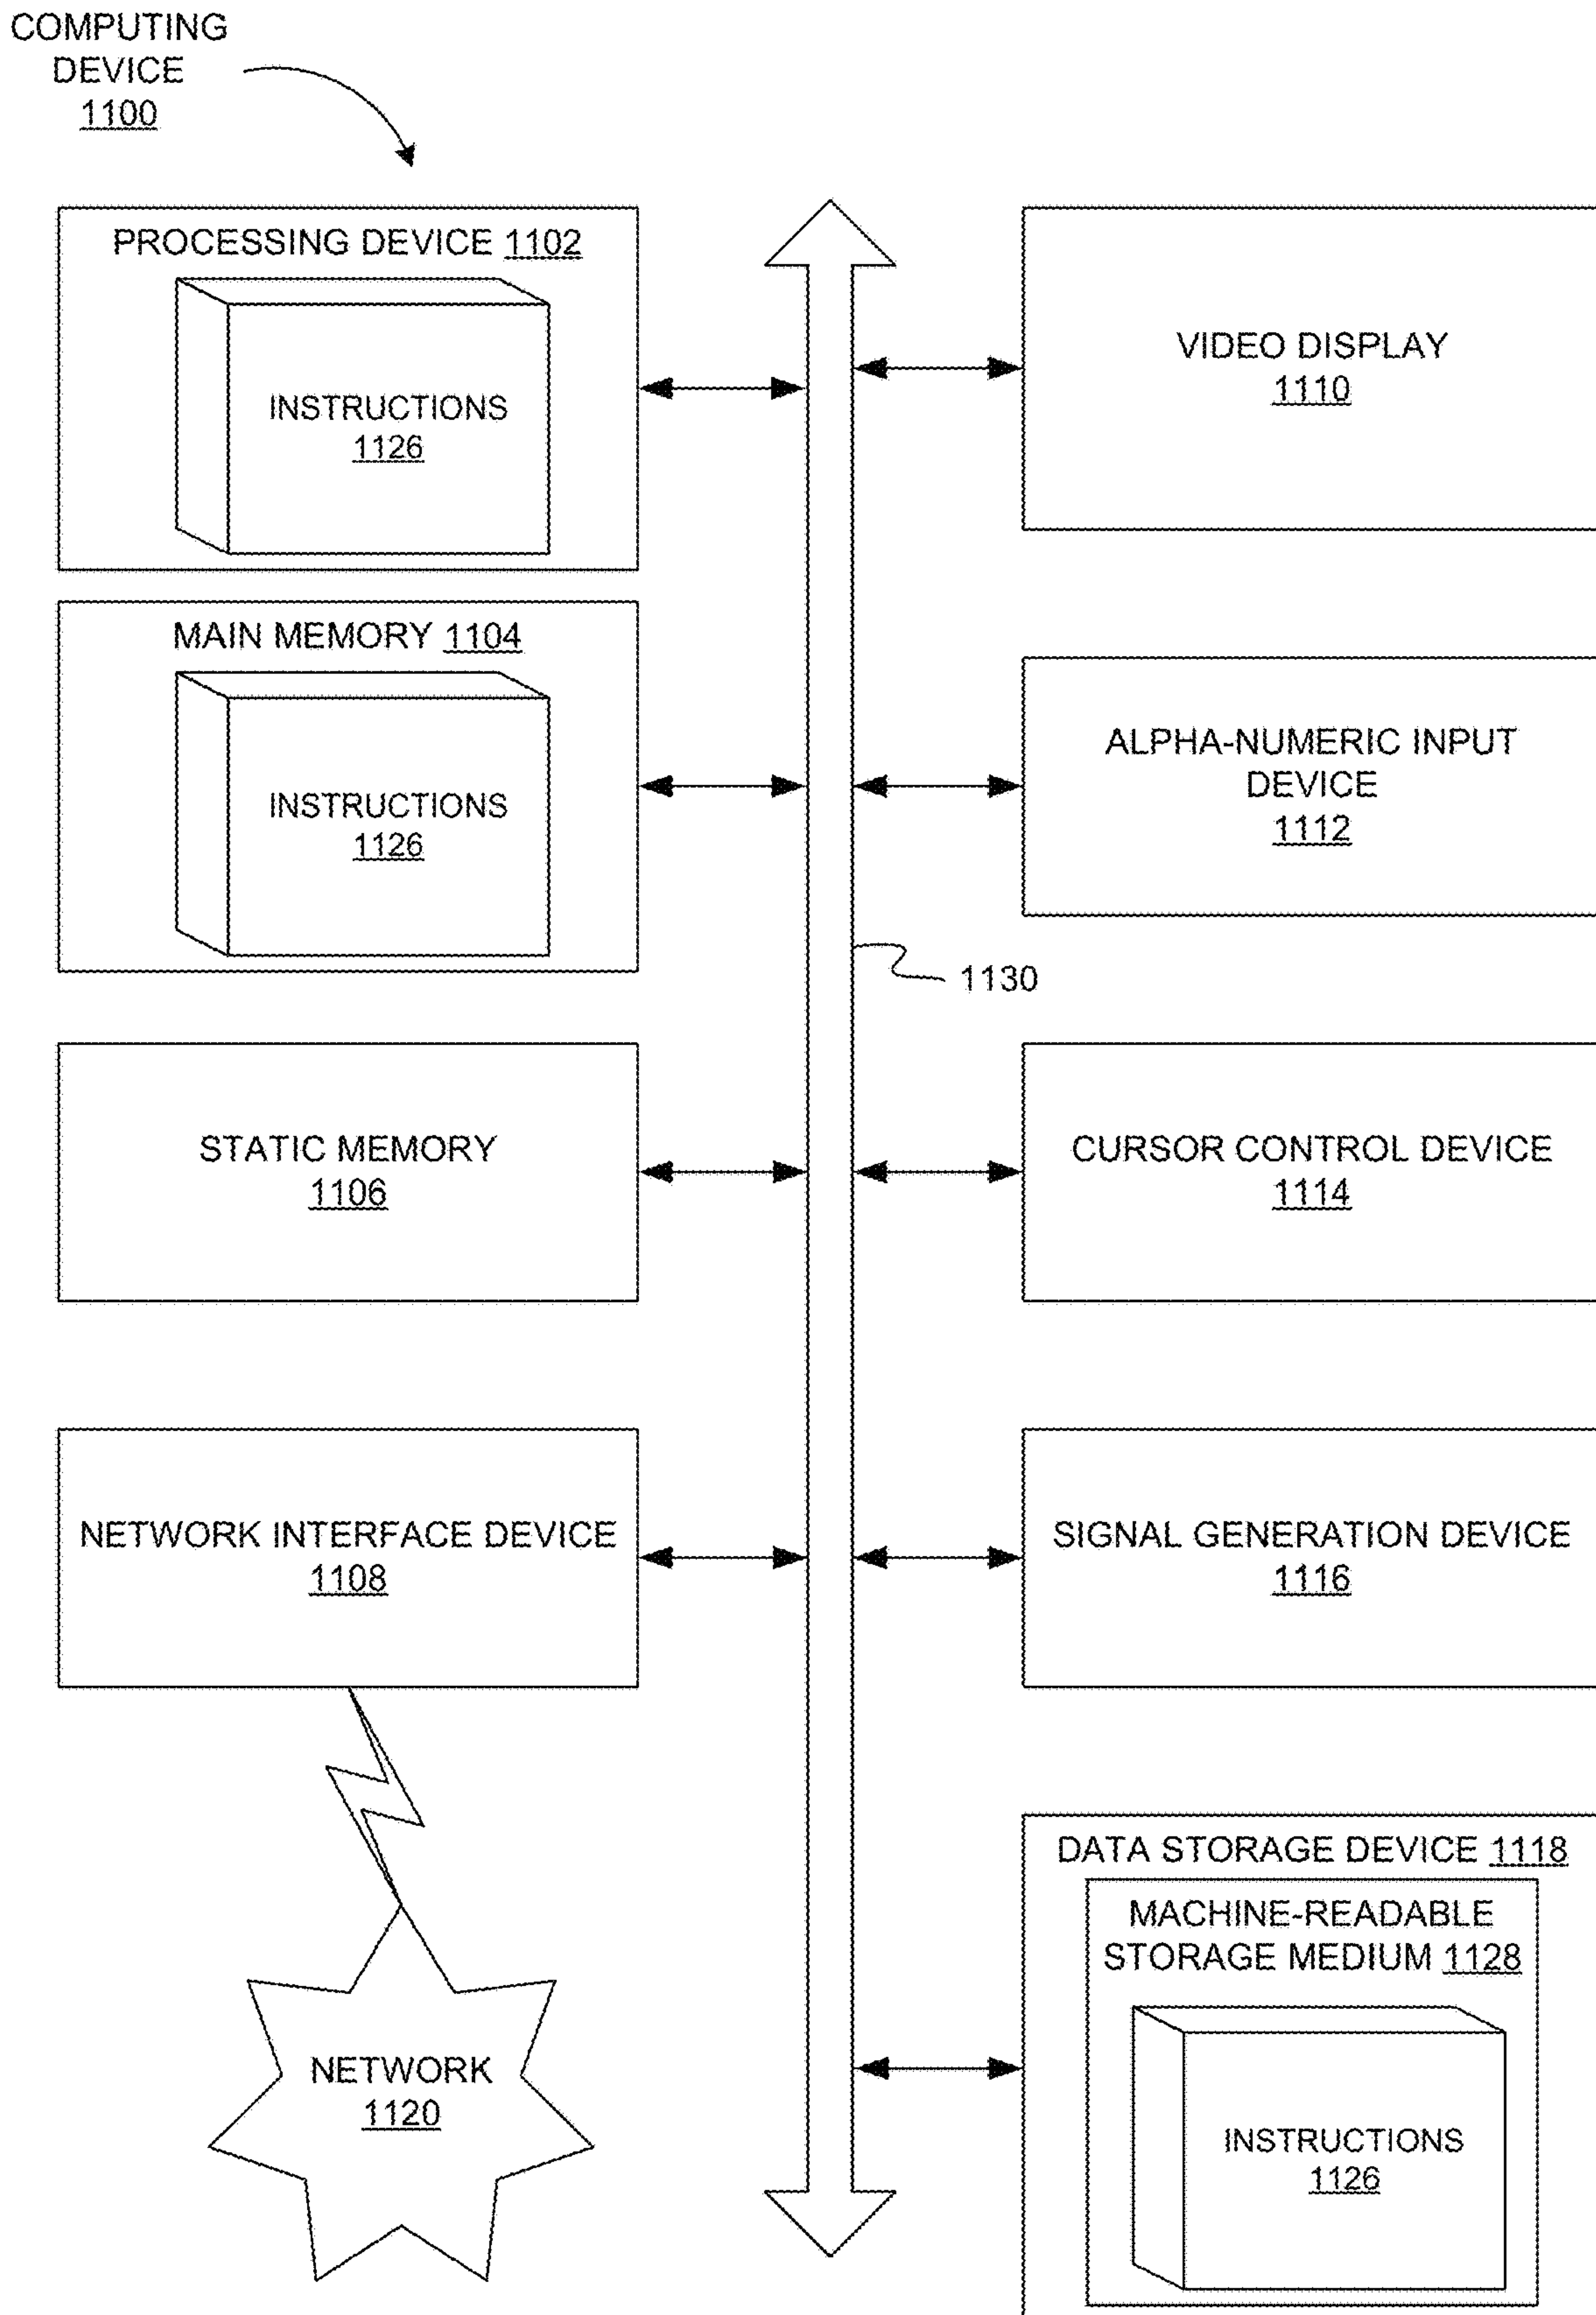 COMPUTING
DEVICE
1100
PROCESSING DEVICE 1102
INSTRUCTIONS
1126
MAIN MEMORY 1104
INSTRUCTIONS
1126
STATIC MEMORY
1106
NETWORK INTERFACE DEVICE
1108
NETWORK
1120
1130
VIDEO DISPLAY
1110
ALPHA-NUMERIC INPUT
DEVICE
1112
CURSOR CONTROL DEVICE
1114
SIGNAL GENERATION DEVICE
1116
DATA STORAGE DEVICE 1118
MACHINE-READABLE
STORAGE MEDIUM 1128
INSTRUCTIONS
1126